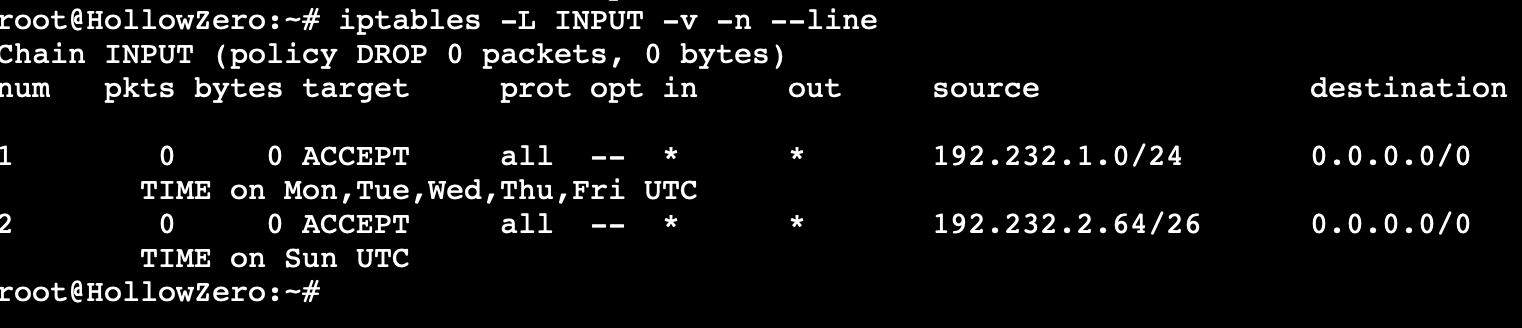 root@HollowZero:~# iptables -L INPUT -v -n --line
Chain INPUT (policy DROP 0 packets, 0 bytes)
num   pkts bytes target     prot opt in     out     source               destination
1        0     0 ACCEPT     all  --  *      *       192.232.1.0/24       0.0.0.0/0
        TIME on Mon,Tue,Wed,Thu,Fri UTC
2        0     0 ACCEPT     all  --  *      *       192.232.2.64/26      0.0.0.0/0
        TIME on Sun UTC
root@HollowZero:~#